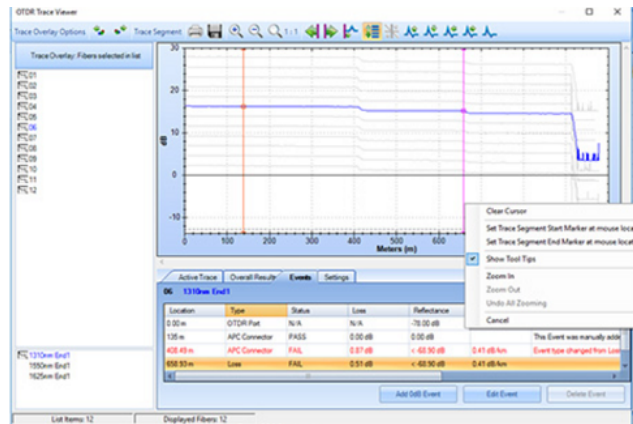 OTDR Trace Viewer
Trace Overlay Options Trace Segment 1:1
Trace Overlay: Fibers selected in list
01
02
03
04
05
06
07
08
09
10
11
12
30
20
10
0
-10
dB
0 100 200 300 400 500 600
Meters (m)
Clear Cursor
Set Trace Segment Start Marker at mouse loca
Set Trace Segment End Marker at mouse locat
Show Tool Tips
Zoom In
Zoom Out
Undo All Zooming
Cancel
Active Trace Overall Results Events Settings
06 1310nm End1
Location Type Status Loss Reflectance
0.00 m OTDR Port N/A N/A -78.00 dB
135 m APC Connector PASS 0.00 dB 0.00 dB This Event was manually adde
408.49 m APC Connector FAIL 0.87 dB <-60.90 dB 0.41 dB/km Event type changed from Loss
658.93 m Loss FAIL 0.51 dB <-60.90 dB 0.41 dB/km
1310nm End1
1550nm End1
1625nm End1
Add 0dB Event Edit Event Delete Event
List Items: 12 Displayed Fibers: 12